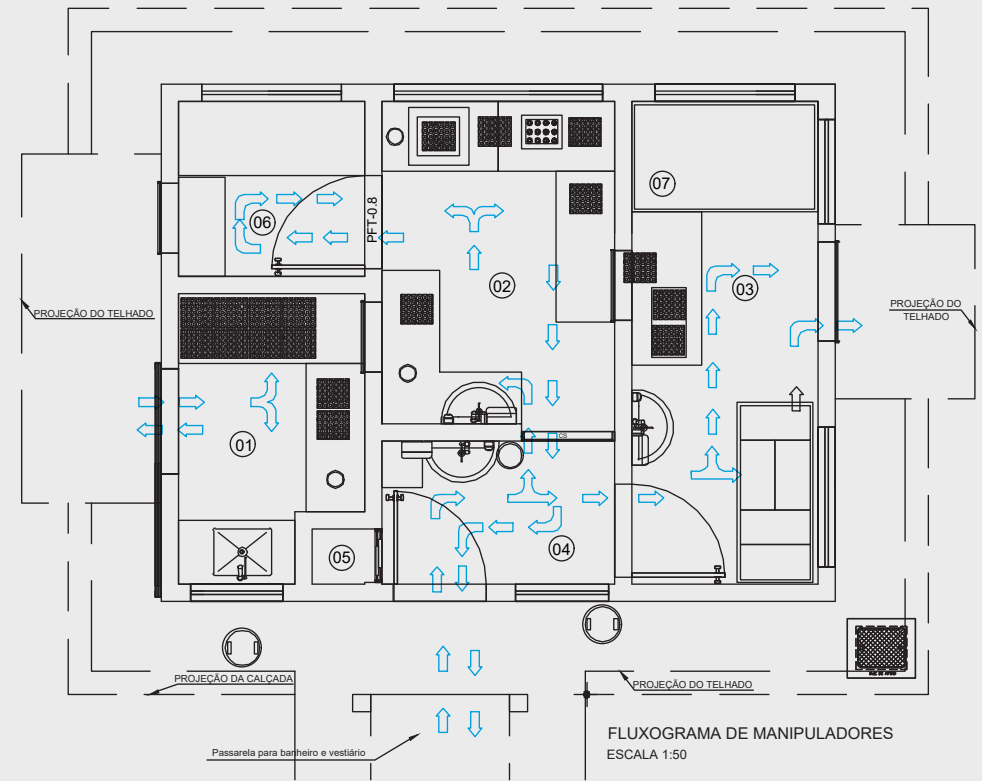 07
06
PFT-0.8
02
03
PROJEÇÃO DO TELHADO
PROJEÇÃO DO
TELHADO
01
CS
04
05
PROJEÇÃO DA CALÇADA
PROJEÇÃO DO TELHADO
FLUXOGRAMA DE MANIPULADORES
ESCALA 1:50
Passarela para banheiro e vestiário